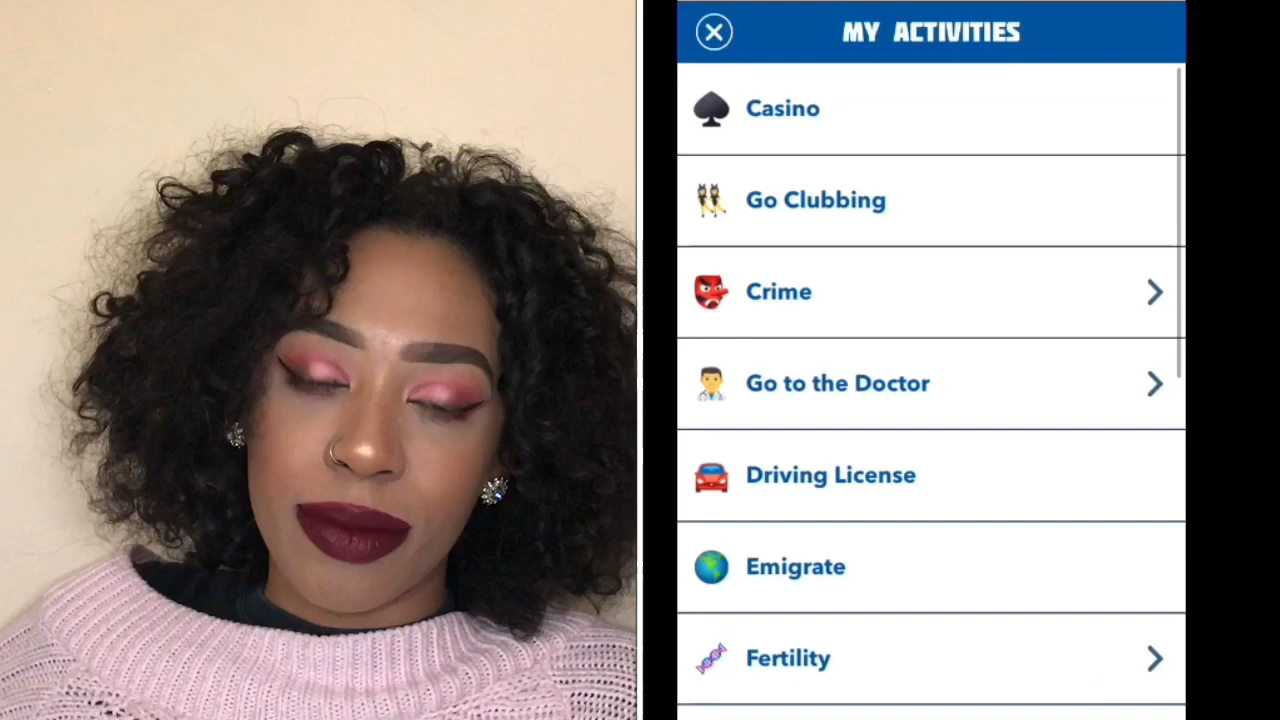 MY ACTIVITIES
Casino
Go Clubbing
Crime
Go to the Doctor
Driving License
Emigrate
Fertility